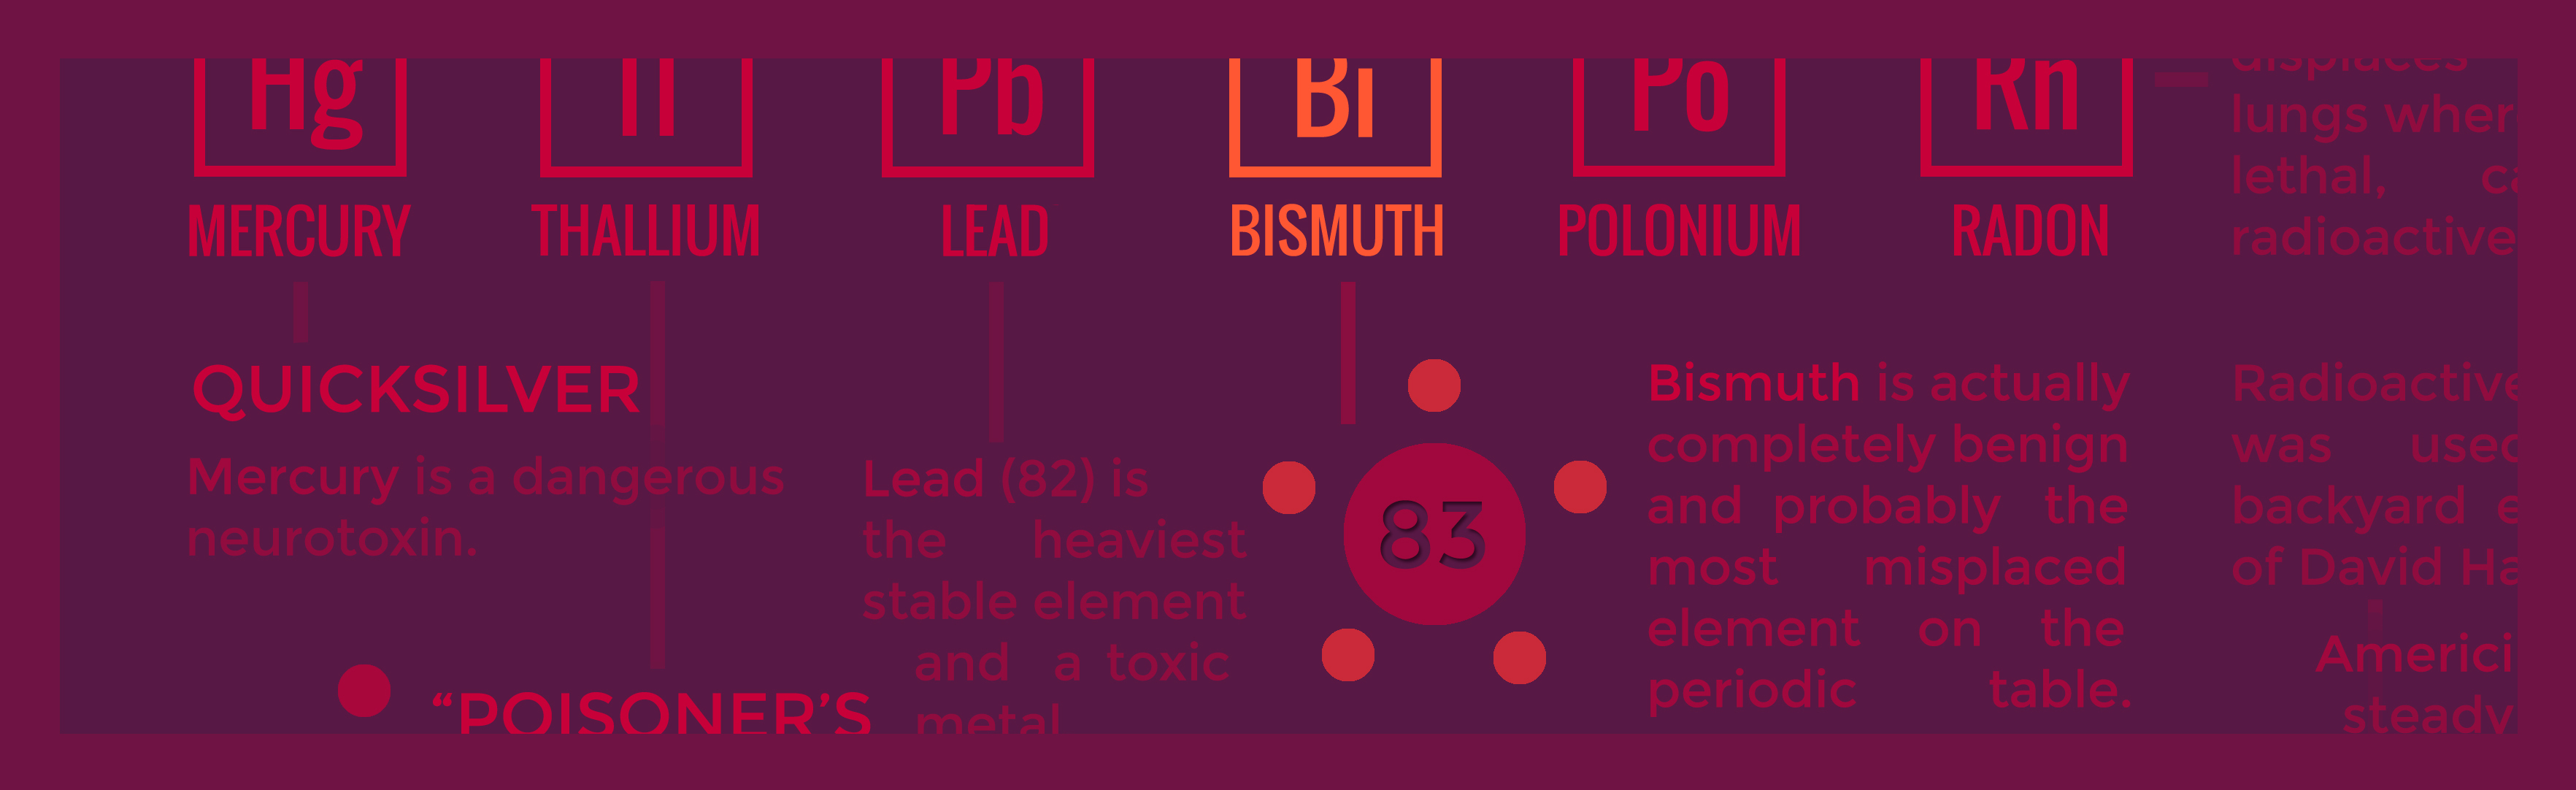 Hg
Tl
Pb
Bi
Po
Rn
MERCURY
THALLIUM
LEAD
BISMUTH
POLONIUM
RADON
displaces
lungs wher
lethal, ca
radioactive
QUICKSILVER
Mercury is a dangerous
neurotoxin.
"POISONER'S
Lead (82) is
the heaviest
stable element
and a toxic
metal
83
Bismuth is actually
completely benign
and probably the
most misplaced
element on the
periodic table.
Radioactive
was used
backyard e
of David Ha
Americi
steady